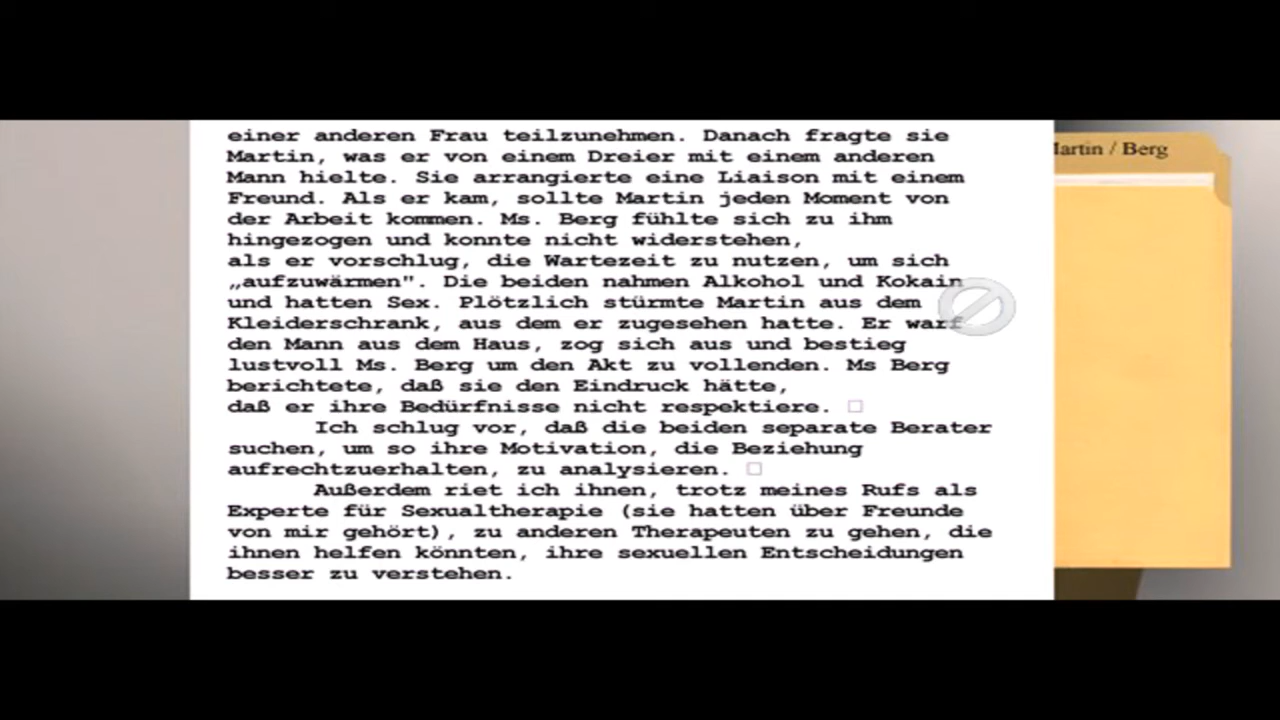 einer anderen Frau teilzunehmen. Danach fragte sie
Martin, was er von einem Dreier mit einem anderen
Mann hielte. Sie arrangierte eine Liaison mit einem
Freund. Als er kam, sollte Martin jeden Moment von
der Arbeit kommen. Ms. Berg fühlte sich zu ihm
hingezogen und konnte nicht widerstehen,
als er vorschlug, die Wartezeit zu nutzen, um sich
„aufzuwärmen". Die beiden nahmen Alkohol und Kokain
und hatten Sex. Plötzlich stürmte Martin aus dem
Kleiderschrank, aus dem er zugesehen hatte. Er warf
den Mann aus dem Haus, zog sich aus und bestieg
lustvoll Ms. Berg um den Akt zu vollenden. Ms Berg
berichtete, daß sie den Eindruck hätte,
daß er ihre Bedürfnisse nicht respektiere. □
Ich schlug vor, daß die beiden separate Berater
suchen, um so ihre Motivation, die Beziehung
aufrechtzuerhalten, zu analysieren. □
Außerdem riet ich ihnen, trotz meines Rufs als
Experte für Sexualtherapie (sie hatten über Freunde
von mir gehört), zu anderen Therapeuten zu gehen, die
ihnen helfen könnten, ihre sexuellen Entscheidungen
besser zu verstehen.
artin / Berg